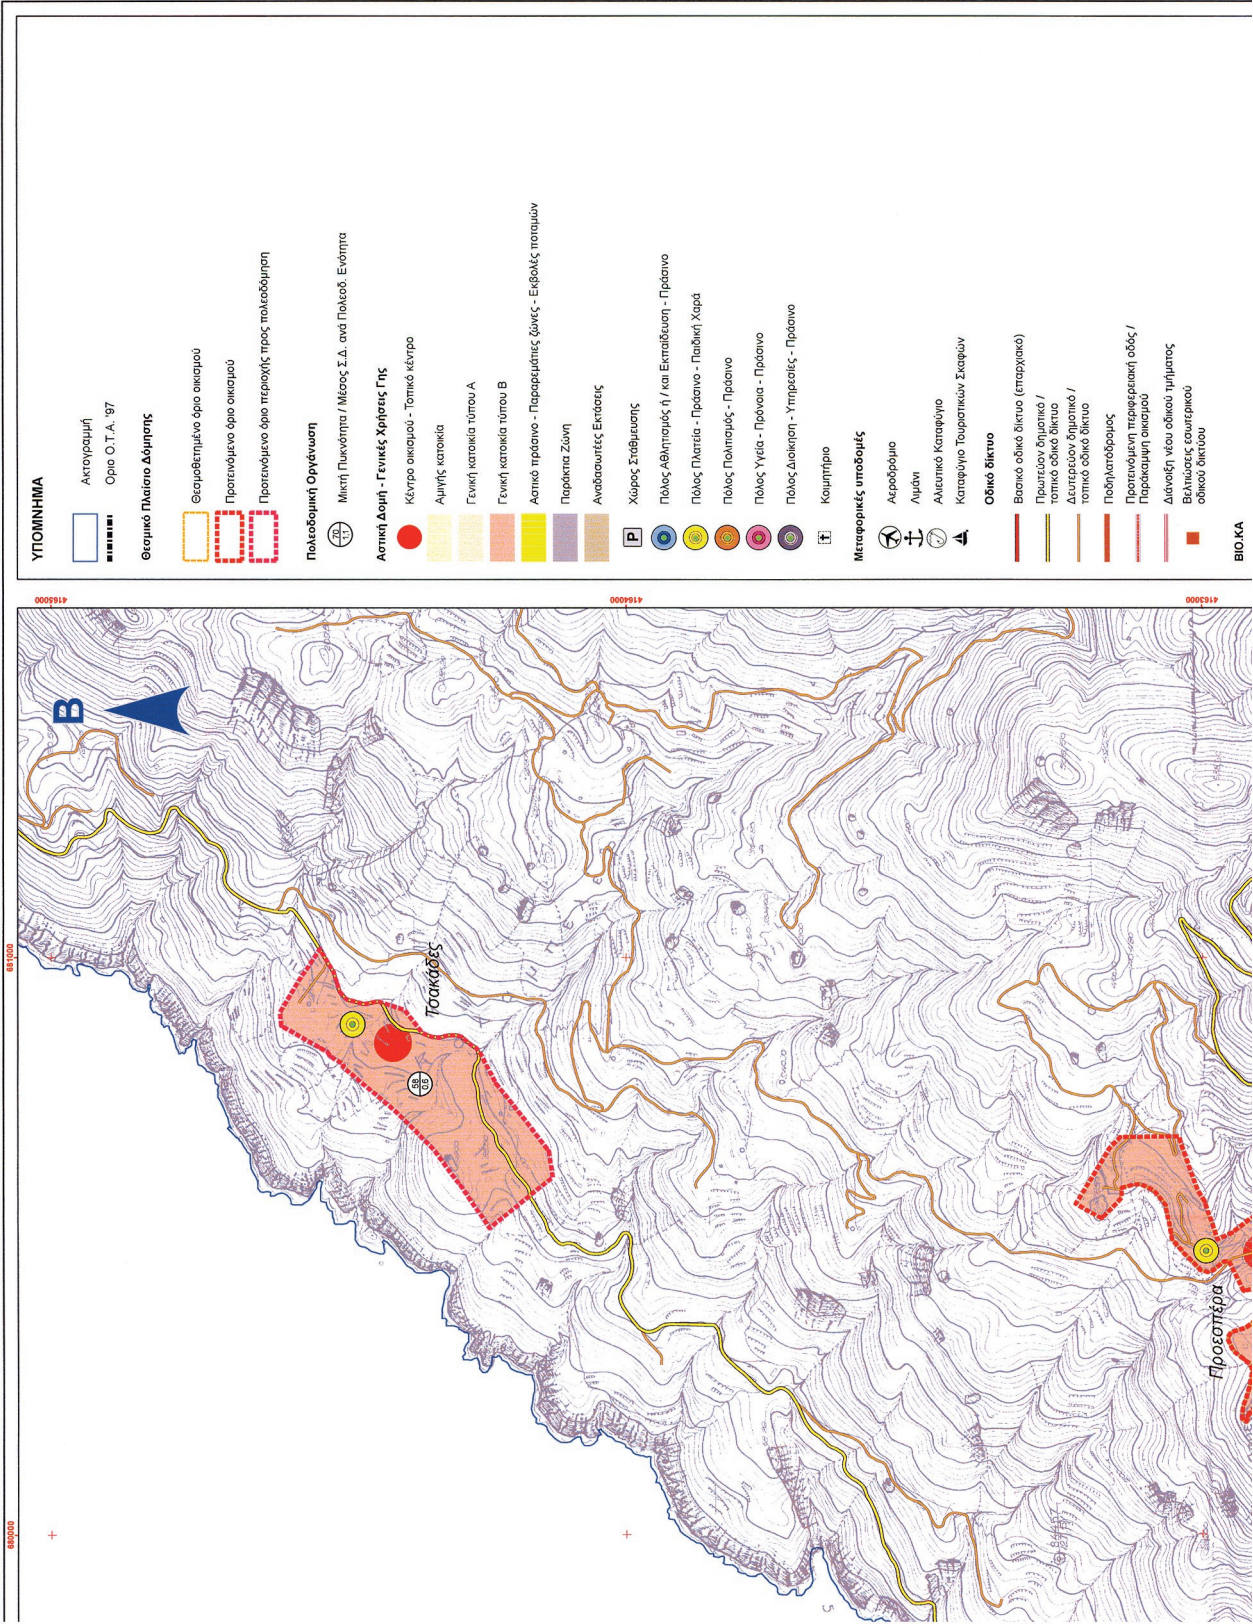 ΥΠΟΜΝΗΜΑ
Ακτογραμμή
Οριο Ο.Τ.Α. '97
Θεσμικό Πλαίσιο Δόμησης
Θεσμοθετημένο όριο οικισμού
Προτεινόμενο όριο οικισμού
Προτεινόμενο όριο περιοχής προς πολεοδόμηση
Πολεοδομική Οργάνωση
70
1.1
Μικτή Πυκνότητα / Μέσος Σ.Δ. ανά Πολεοδ. Ενότητα
Αστική Δομή - Γενικές Χρήσεις Γης
Κέντρο οικισμού - Τοπικό κέντρο
Αμιγής κατοικία
Γενική κατοικία τύπου Α
Γενική κατοικία τύπου Β
Αστικό πράσινο - Παραρεμάτιες ζώνες - Εκβολές ποταμών
Παράκτια Ζώνη
Αναδασωτέες Εκτάσεις
P
Χώρος Στάθμευσης
Πόλος Αθλητισμός ή / και Εκπαίδευση - Πράσινο
Πόλος Πλατεία - Πράσινο - Παιδική Χαρά
Πόλος Πολιτισμός - Πράσινο
Πόλος Υγεία - Πρόνοια - Πράσινο
Πόλος Διοίκηση - Υπηρεσίες - Πράσινο
Κοιμητήριο
Μεταφορικές υποδομές
Αεροδρόμιο
Λιμάνι
Αλιευτικό Καταφύγιο
Καταφύγιο Τουριστικών Σκαφών
Οδικό δίκτυο
Βασικό οδικό δίκτυο (επαρχιακό)
Πρωτεύον δημοτικό /
τοπικό οδικό δίκτυο
Δευτερεύον δημοτικό /
τοπικό οδικό δίκτυο
Ποδηλατόδρομος
Προτεινόμενη περιφερειακή οδός /
Παράκαμψη οικισμού
Διάνοιξη νέου οδικού τμήματος
Βελτιώσεις εσωτερικού
οδικού δικτύου
ΒΙΟ.ΚΑ
4165000
4164000
4163000
Β
681000
680000
Τσακάδες
58
0.6
Προεσπέρα
5